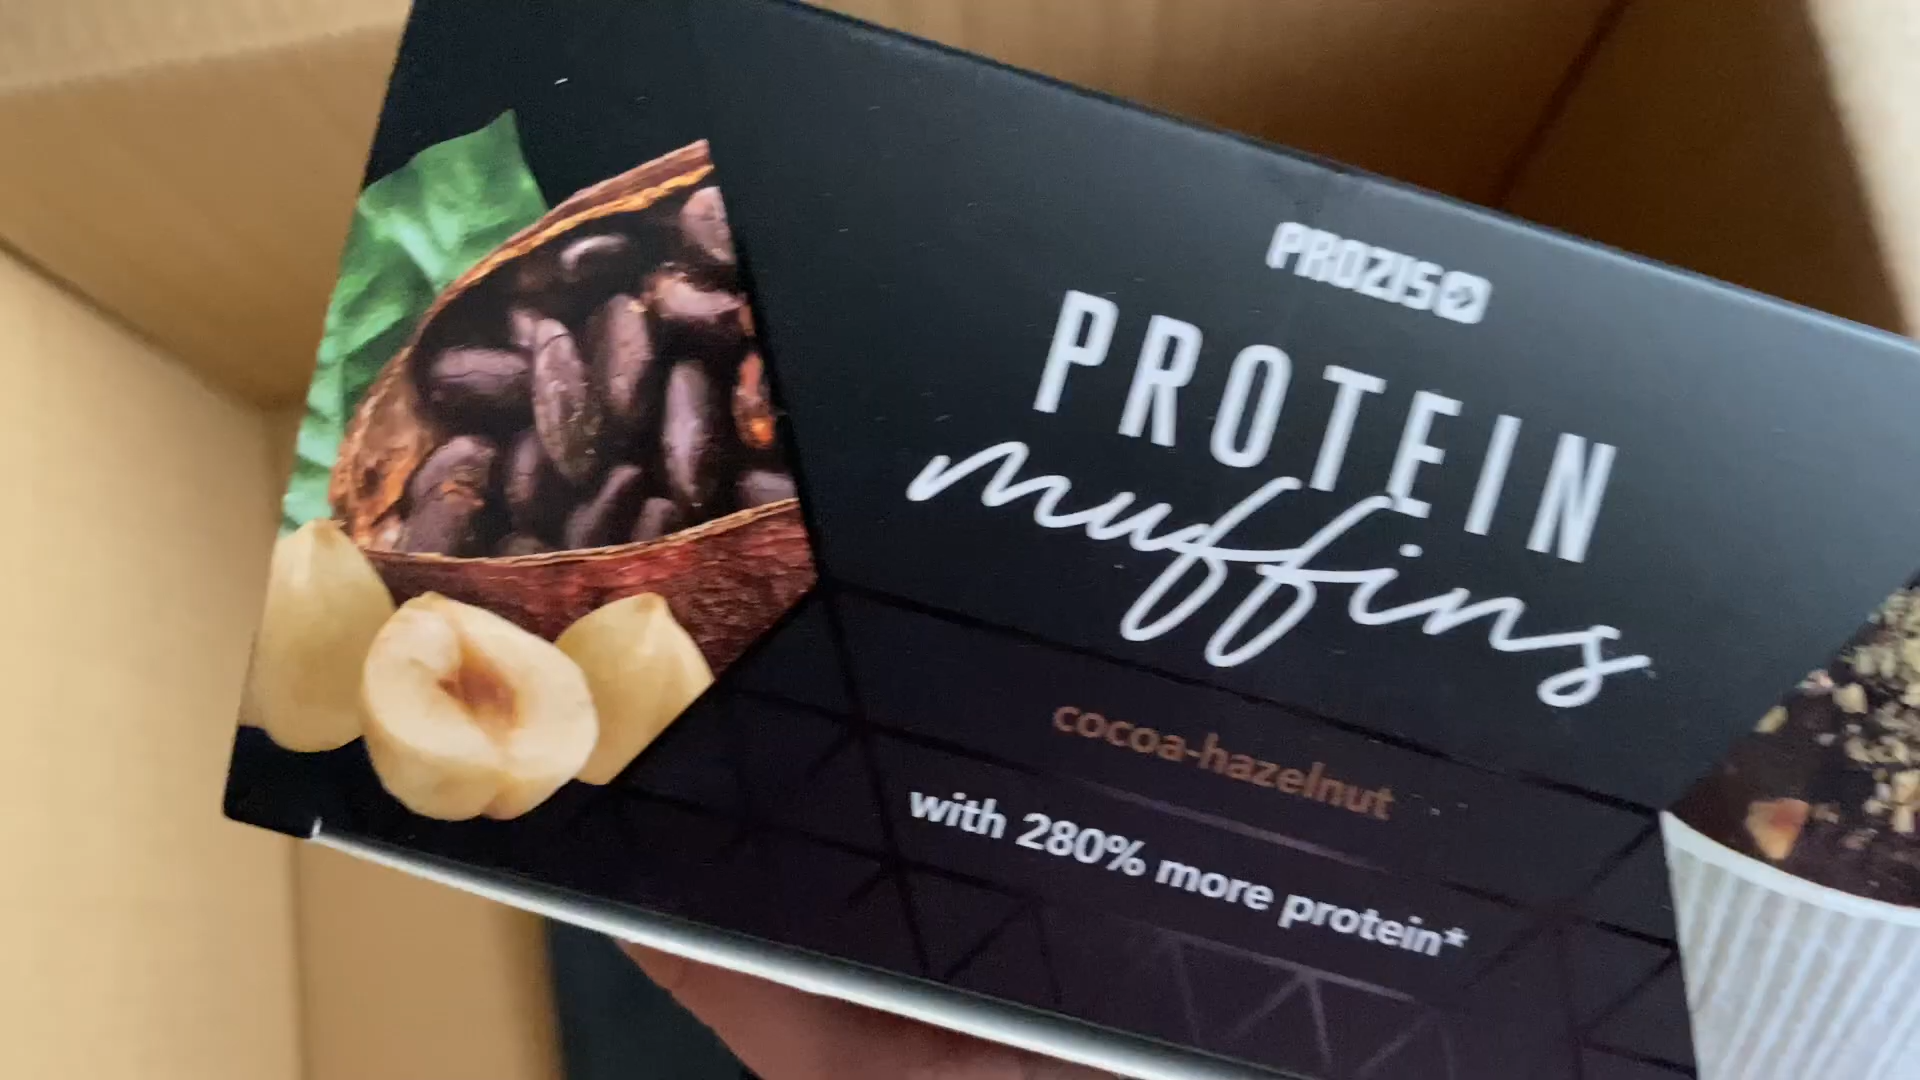 PROZIS
PROTEIN
muffins
cocoa-hazelnut
with 280% more protein*